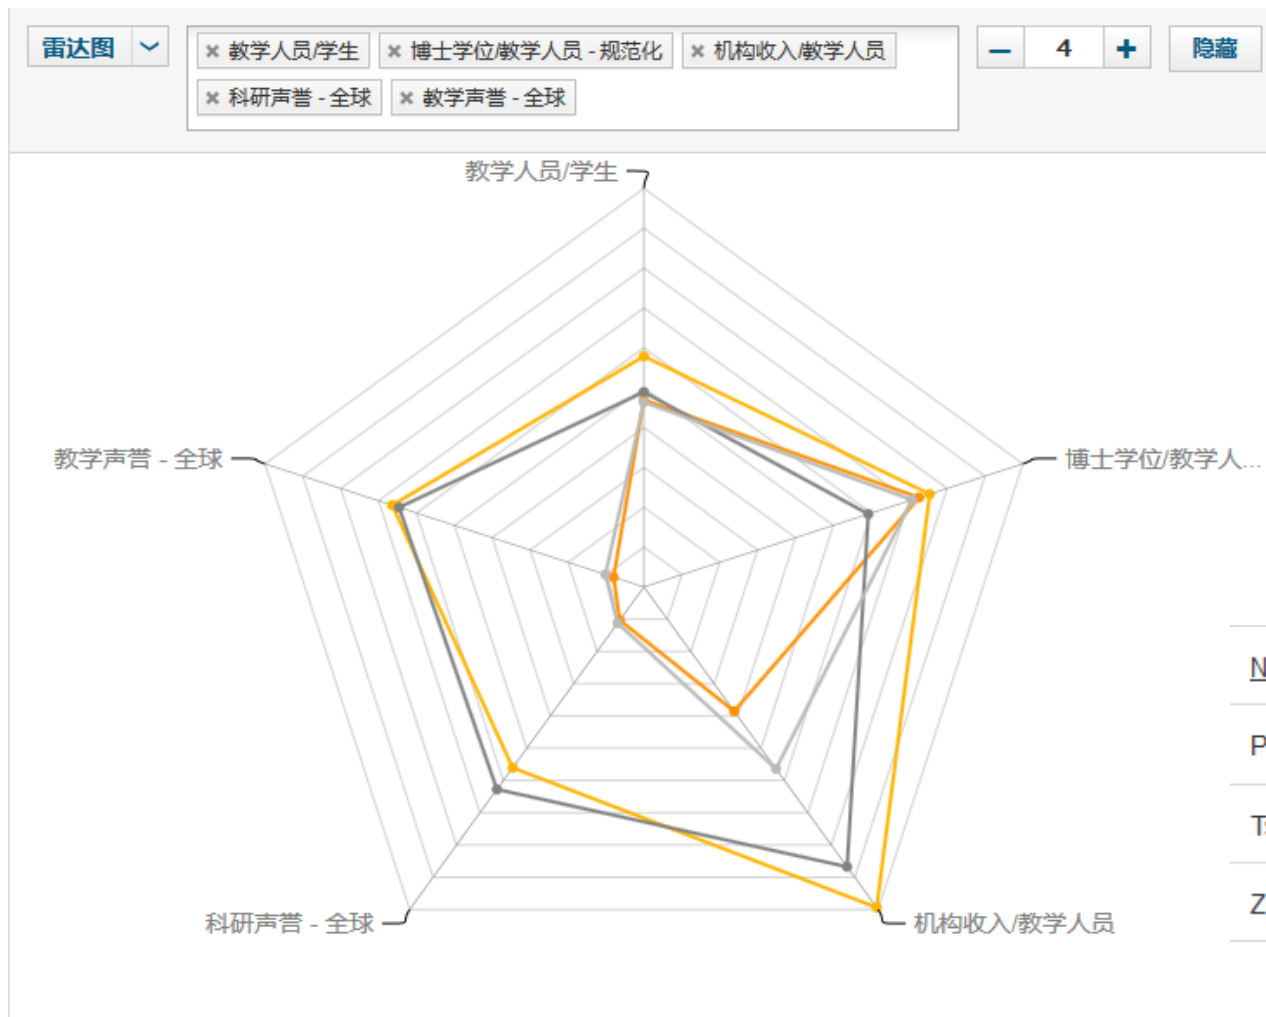 雷达图
教学人员/学生
博士学位/教学人员 - 规范化
机构收入/教学人员
科研声誉 - 全球
教学声誉 - 全球
4
隐藏
教学人员/学生
教学声誉 - 全球
博士学位/教学人...
科研声誉 - 全球
机构收入/教学人员
N
P
Z